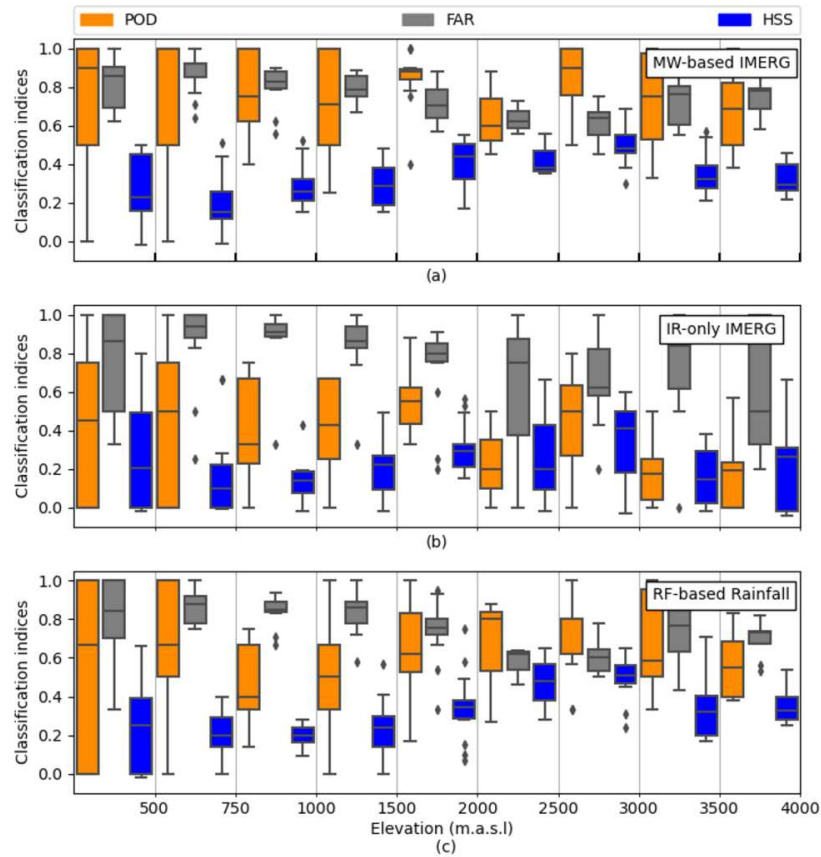 POD FAR HSS
MW-based IMERG
Classification indices
1.0
0.8
0.6
0.4
0.2
0.0
(a)
IR-only IMERG
Classification indices
1.0
0.8
0.6
0.4
0.2
0.0
(b)
RF-based Rainfall
Classification indices
1.0
0.8
0.6
0.4
0.2
0.0
500 750 1000 1500 2000 2500 3000 3500 4000
Elevation (m.a.s.l)
(c)